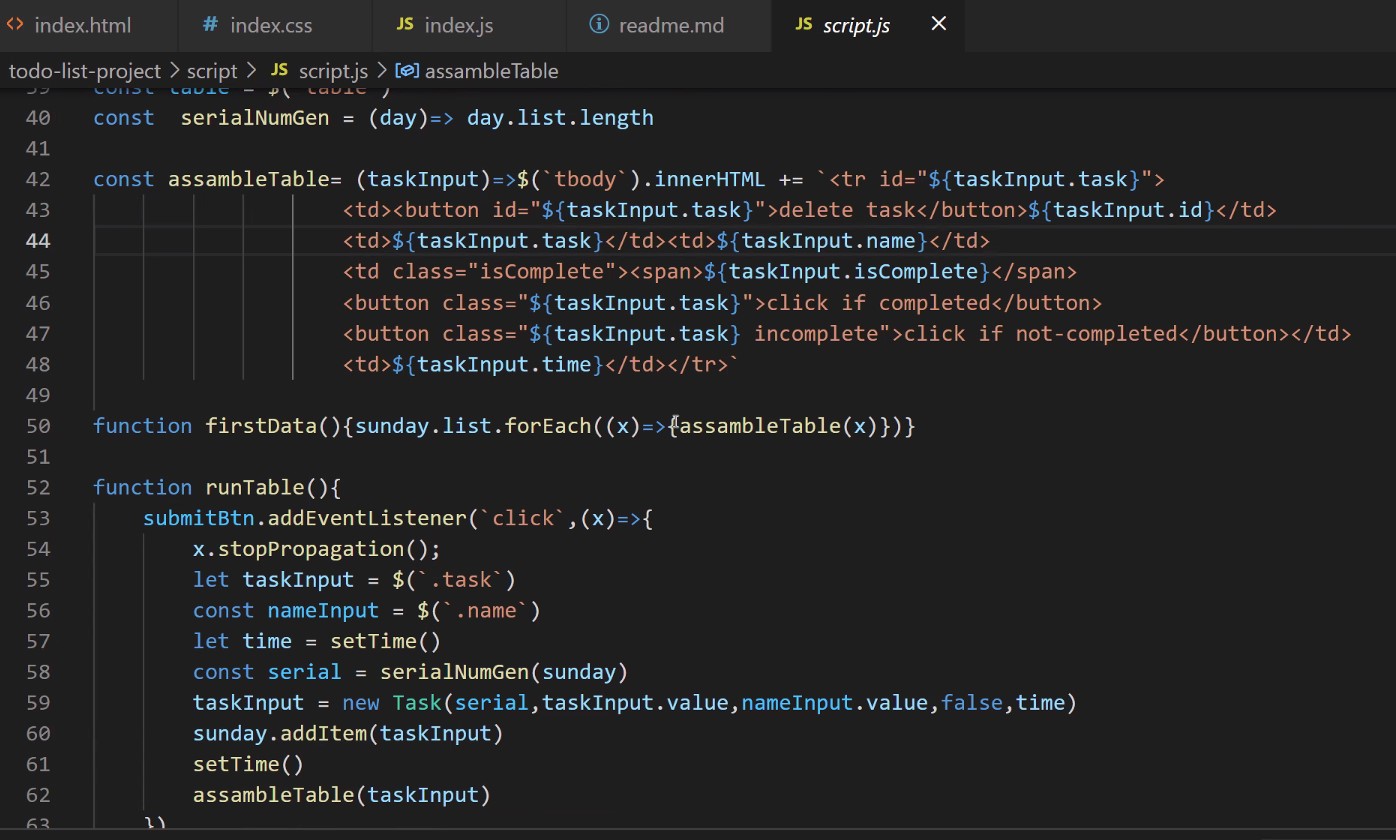 index.html
# index.css
JS index.js
readme.md
JS script.js
todo-list-project > script > JS script.js > assambleTable
39 const table = $(`table`)
40 const  serialNumGen = (day)=> day.list.length
41
42 const assambleTable= (taskInput)=>$(`tbody`).innerHTML += `<tr id="${taskInput.task}">
43 <td><button id="${taskInput.task}">delete task</button>${taskInput.id}</td>
44 <td>${taskInput.task}</td><td>${taskInput.name}</td>
45 <td class="isComplete"><span>${taskInput.isComplete}</span>
46 <button class="${taskInput.task}">click if completed</button>
47 <button class="${taskInput.task} incomplete">click if not-completed</button></td>
48 <td>${taskInput.time}</td></tr>`
49
50 function firstData(){sunday.list.forEach((x)=>{assambleTable(x)})}
51
52 function runTable(){
53 submitBtn.addEventListener(`click`,(x)=>{
54 x.stopPropagation();
55 let taskInput = $(`.task`)
56 const nameInput = $(`.name`)
57 let time = setTime()
58 const serial = serialNumGen(sunday)
59 taskInput = new Task(serial,taskInput.value,nameInput.value,false,time)
60 sunday.addItem(taskInput)
61 setTime()
62 assambleTable(taskInput)
63 })